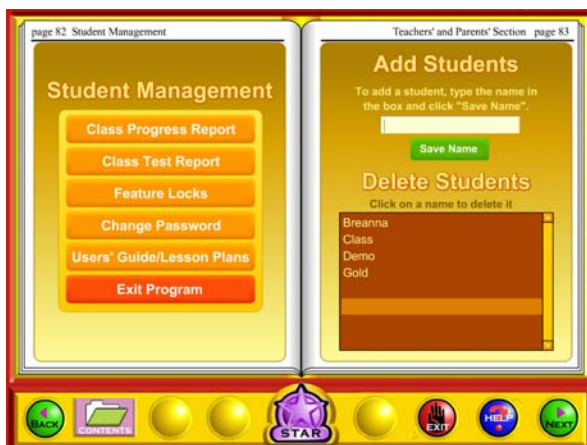 page 82 Student Management
Student Management
Class Progress Report
Class Test Report
Feature Locks
Change Password
Users' Guide/Lesson Plans
Exit Program
Teachers' and Parents' Section page 83
Add Students
To add a student, type the name in
the box and click "Save Name".
Save Name
Delete Students
Click on a name to delete it
Breanna
Class
Demo
Gold
BACK
CONTENTS
STAR
EXIT
HELP
NEXT